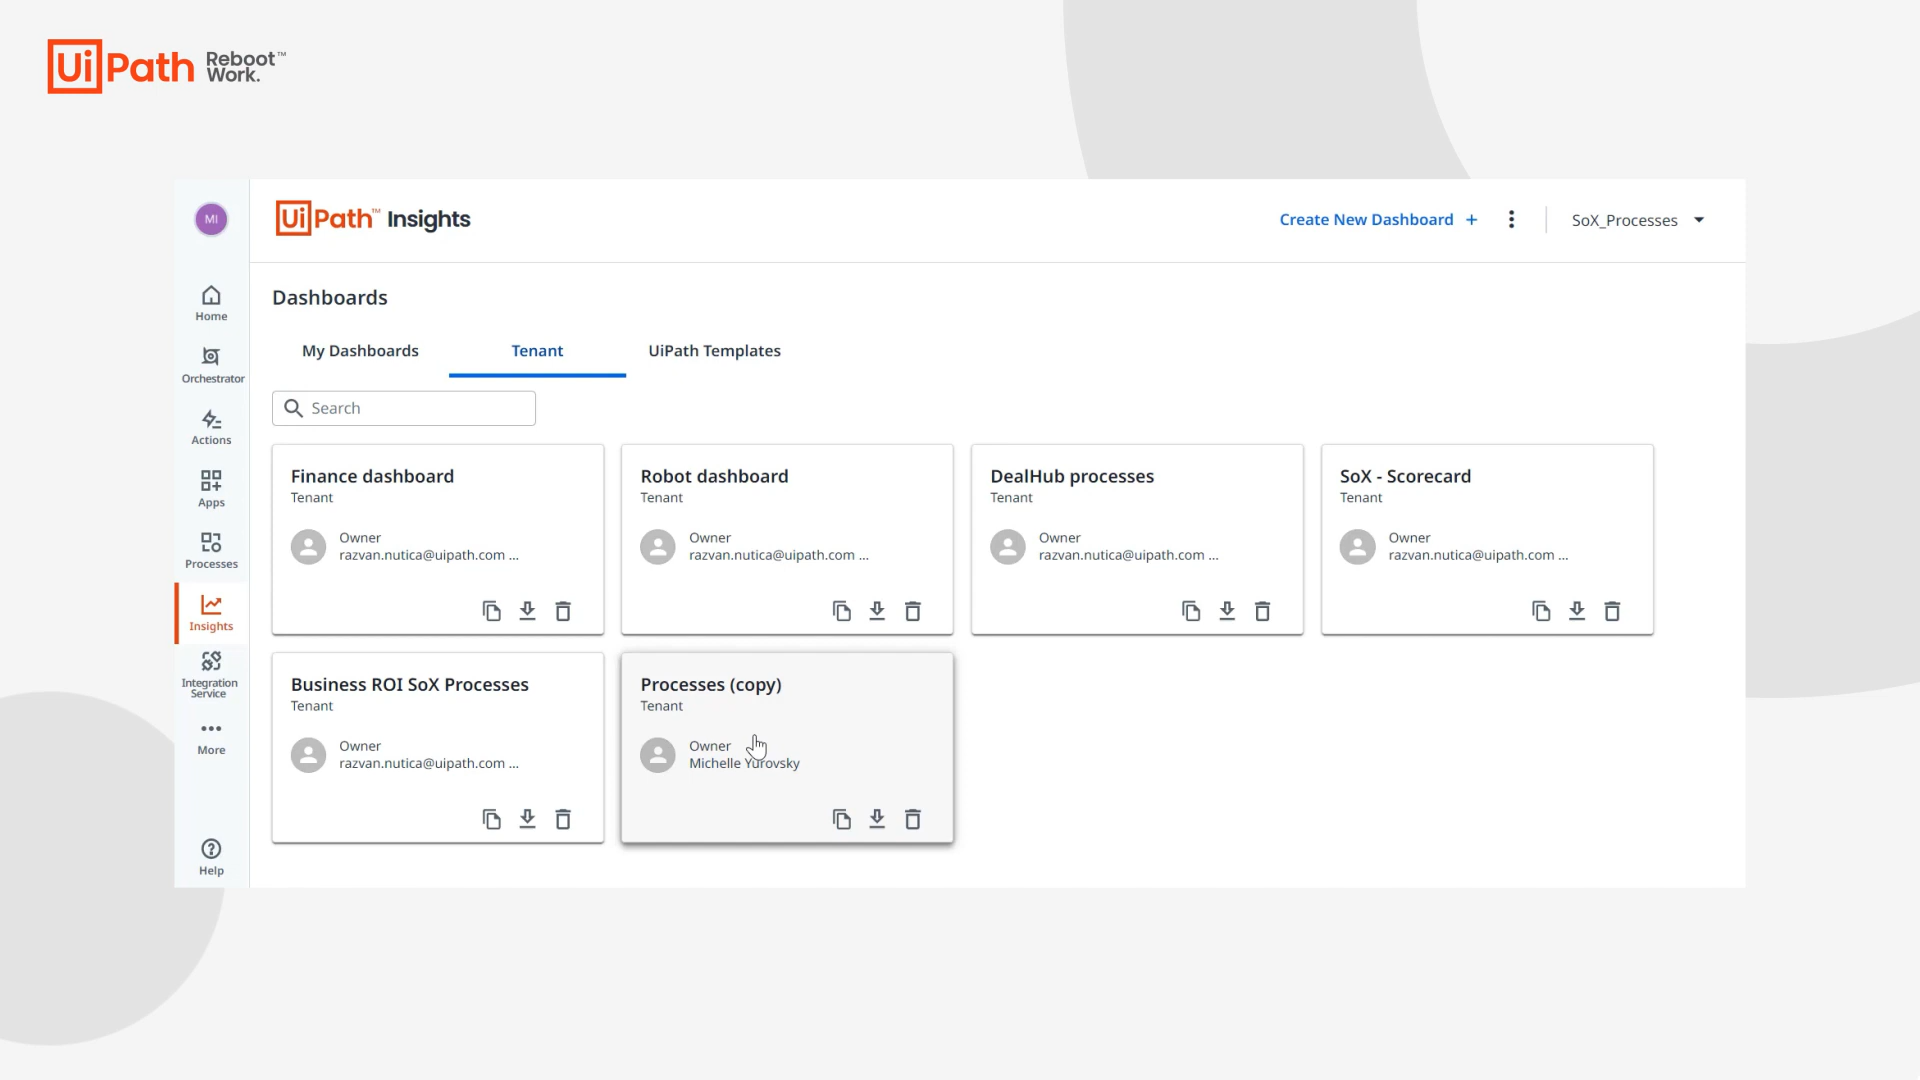 UiPath Reboot™
Work.
MI
UiPath™ Insights
Create New Dashboard +
SoX_Processes
Home
Orchestrator
Actions
Apps
Processes
Insights
Integration
Service
More
Help
Dashboards
My Dashboards
Tenant
UiPath Templates
Search
Finance dashboard
Tenant
Owner
razvan.nutica@uipath.com ...
Robot dashboard
Tenant
Owner
razvan.nutica@uipath.com ...
DealHub processes
Tenant
Owner
razvan.nutica@uipath.com ...
SoX - Scorecard
Tenant
Owner
razvan.nutica@uipath.com ...
Business ROI SoX Processes
Tenant
Owner
razvan.nutica@uipath.com ...
Processes (copy)
Tenant
Owner
Michelle Yurovsky